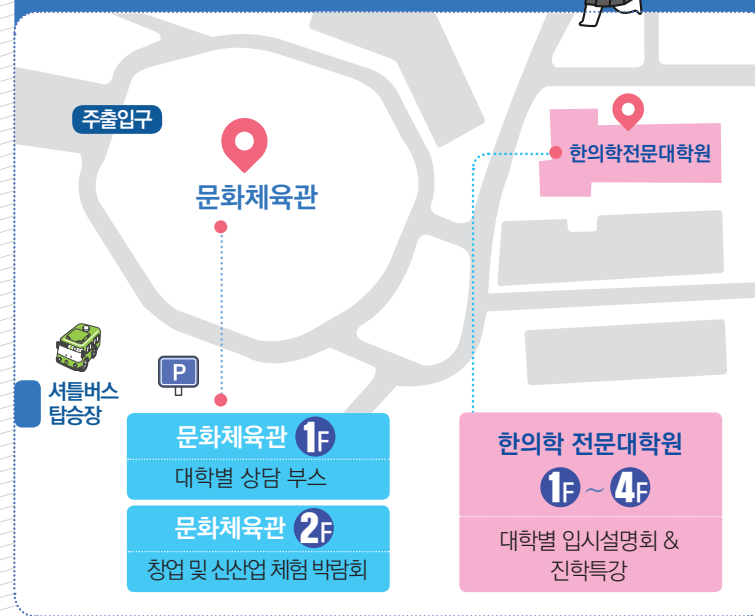 주출입구
문화체육관
한의학전문대학원
셔틀버스
탑승장
P
문화체육관 1F
대학별 상담 부스
문화체육관 2F
창업 및 신산업 체험 박람회
한의학 전문대학원
1F ~ 4F
대학별 입시설명회 &
진학특강